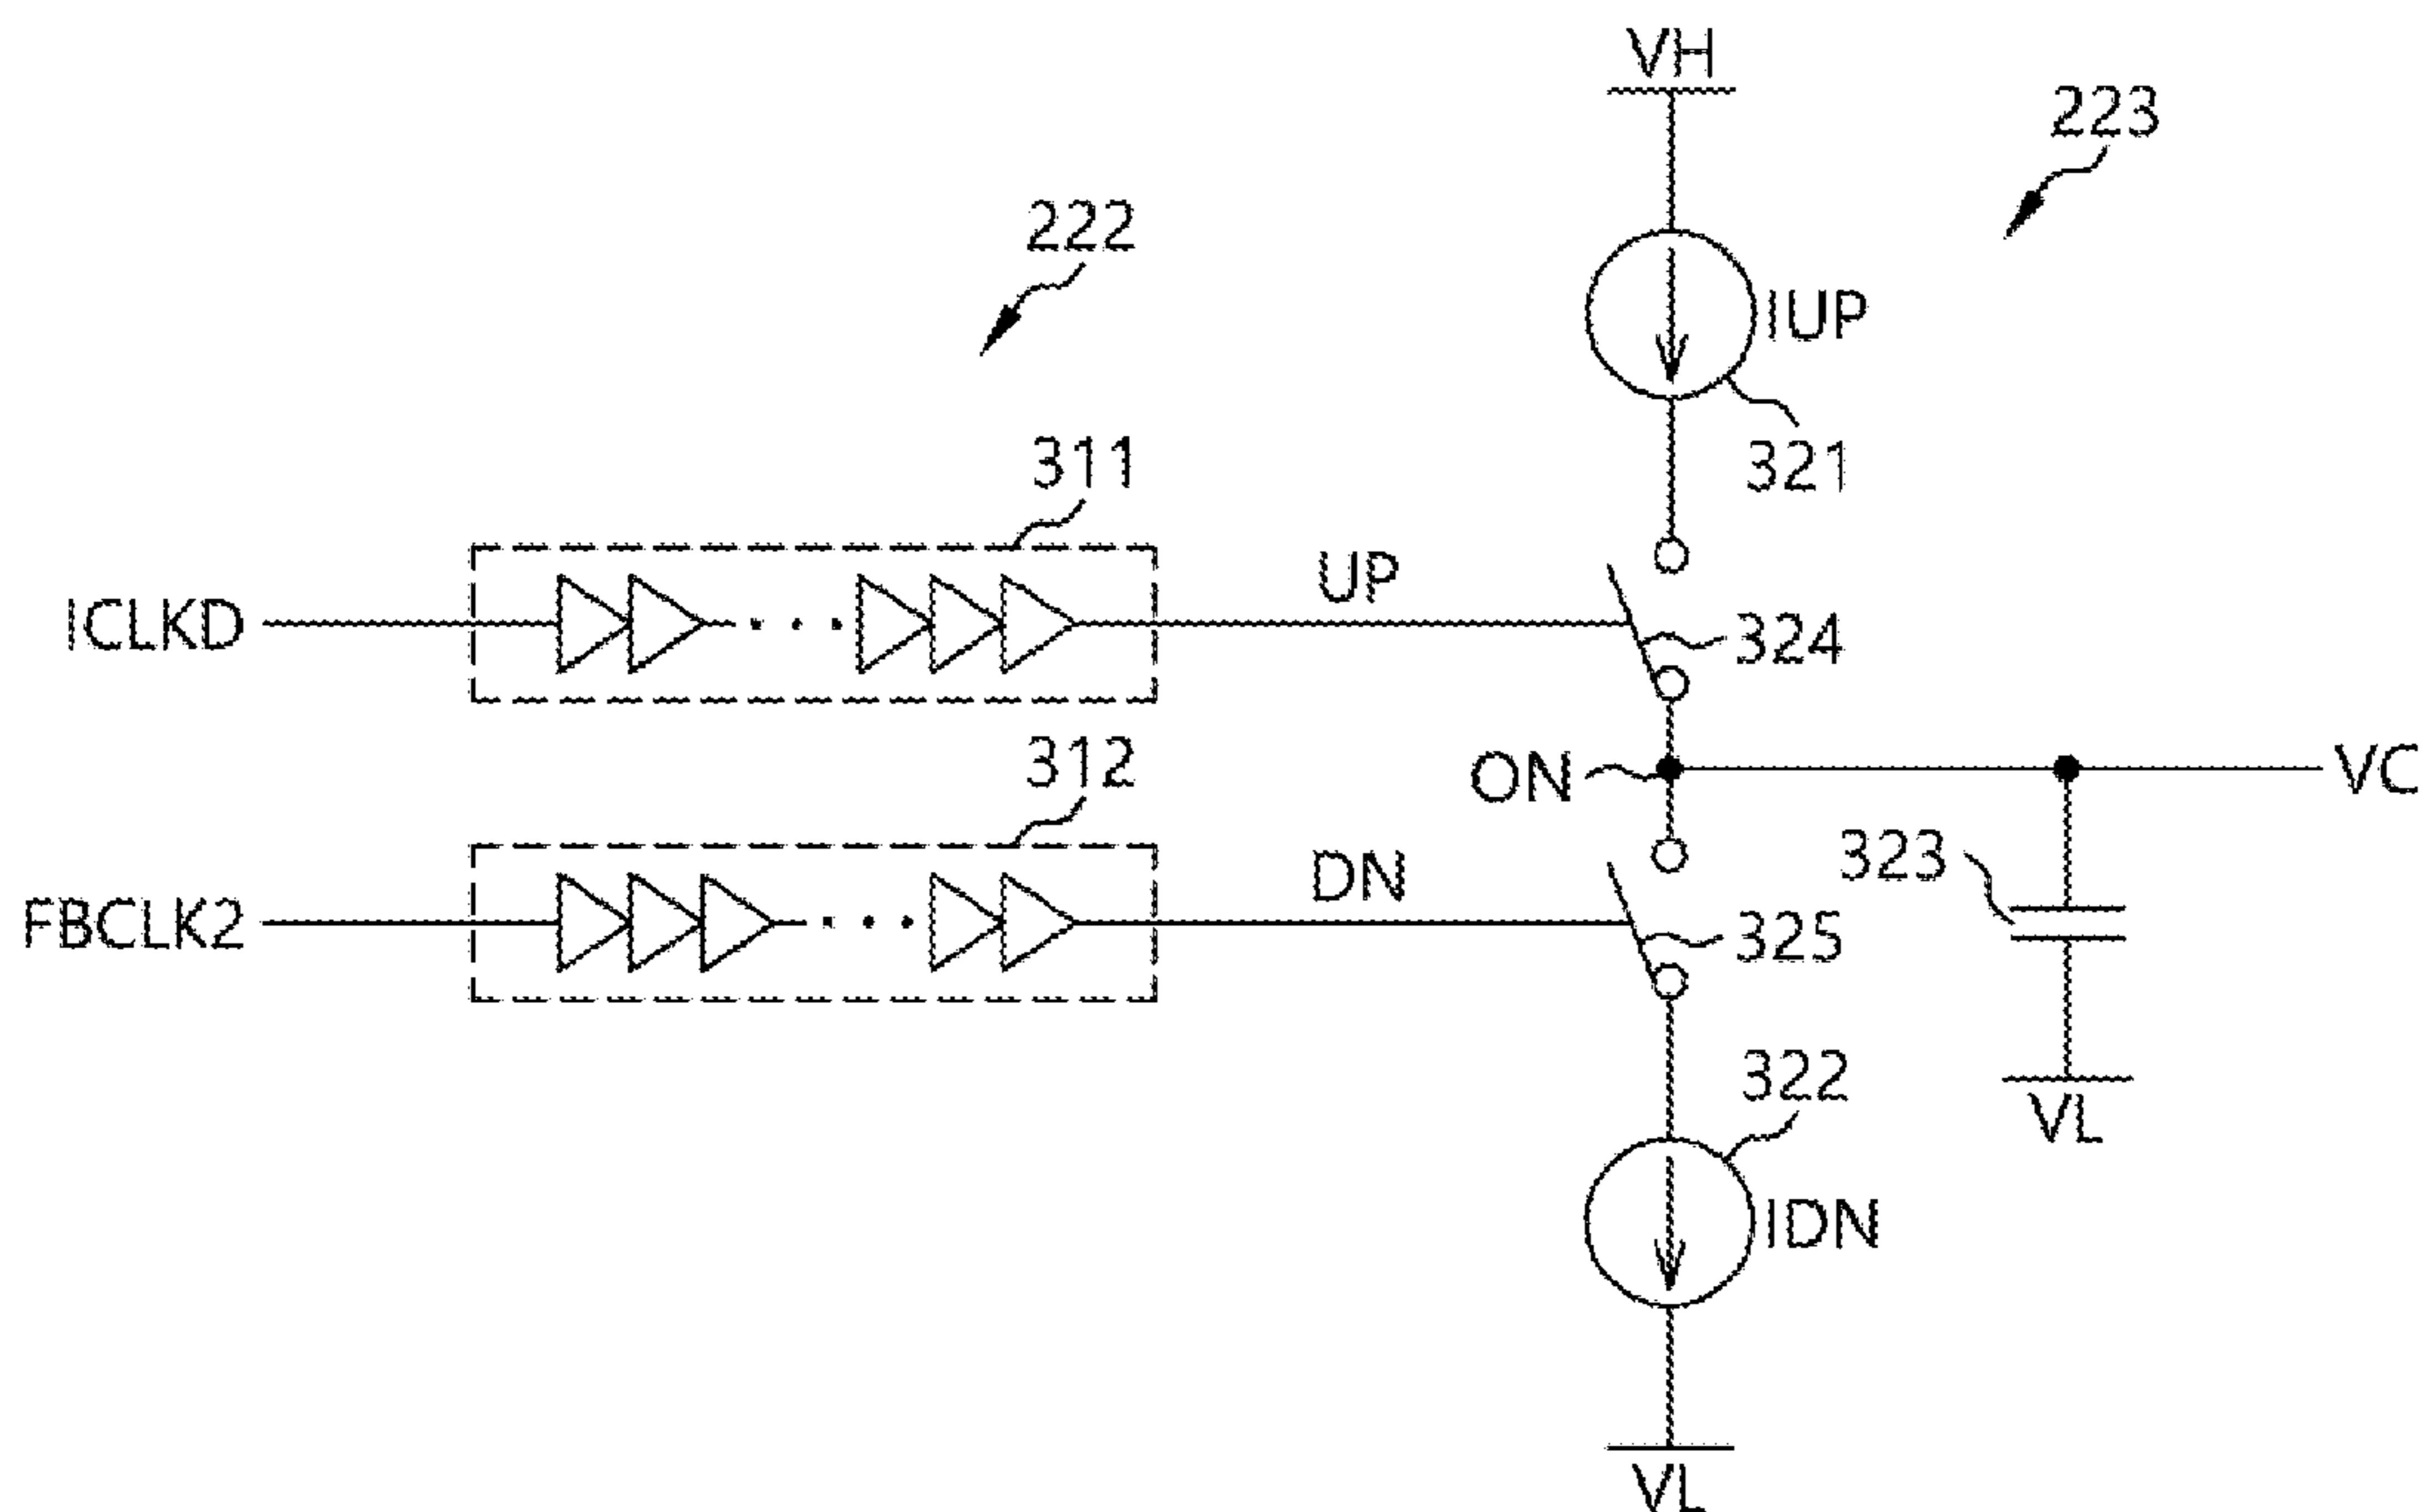 VH
223
222
IUP
321
311
UP
ICLKD
324
312
ON
VC
323
DN
FBCLK2
325
322
VL
IDN
VL